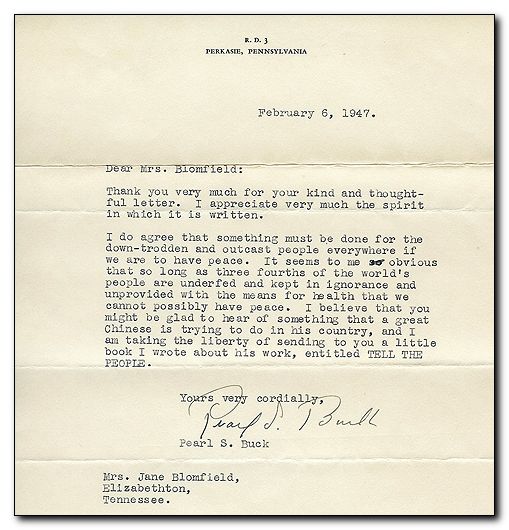 R. D. 3
PERKASIE, PENNSYLVANIA
February 6, 1947.
Dear Mrs. Blomfield:
Thank you very much for your kind and thought-
ful letter. I appreciate very much the spirit
in which it is written.
I do agree that something must be done for the
down-trodden and outcast people everywhere if
we are to have peace. It seems to me so obvious
that so long as three fourths of the world's
people are underfed and kept in ignorance and
unprovided with the means for health that we
cannot possibly have peace. I believe that you
might be glad to hear of something that a great
Chinese is trying to do in his country, and I
am taking the liberty of sending to you a little
book I wrote about his work, entitled TELL THE
PEOPLE.
Yours very cordially,
Pearl S. Buck
Pearl S. Buck
Mrs. Jane Blomfield,
Elizabethton,
Tennessee.